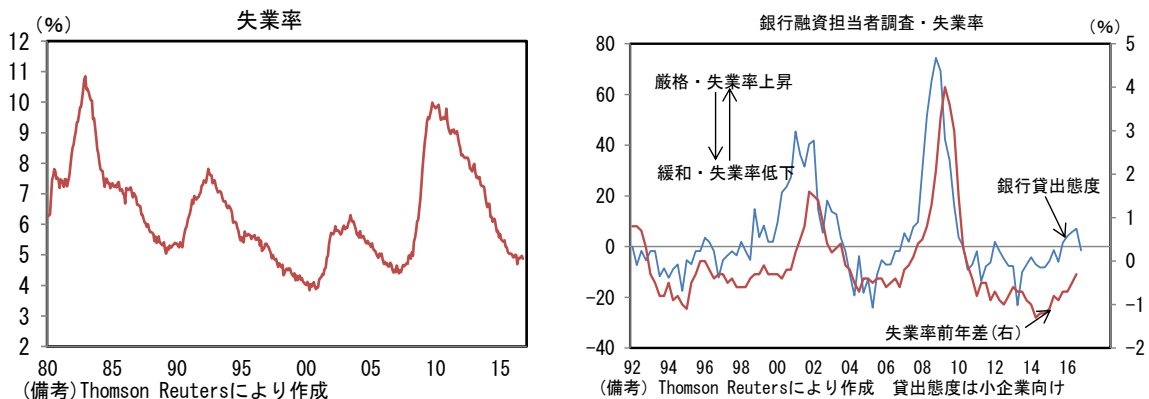 失業率
(%)
12
11
10
9
8
7
6
5
4
3
2
80 85 90 95 00 05 10 15
(備考)Thomson Reutersにより作成
銀行融資担当者調査・失業率
(%)
80
60
40
20
0
-20
-40
5
4
3
2
1
0
-1
-2
厳格・失業率上昇
緩和・失業率低下
銀行貸出態度
失業率前年差(右)
92 94 96 98 00 02 04 06 08 10 12 14 16
(備考) Thomson Reutersにより作成 貸出態度は小企業向け